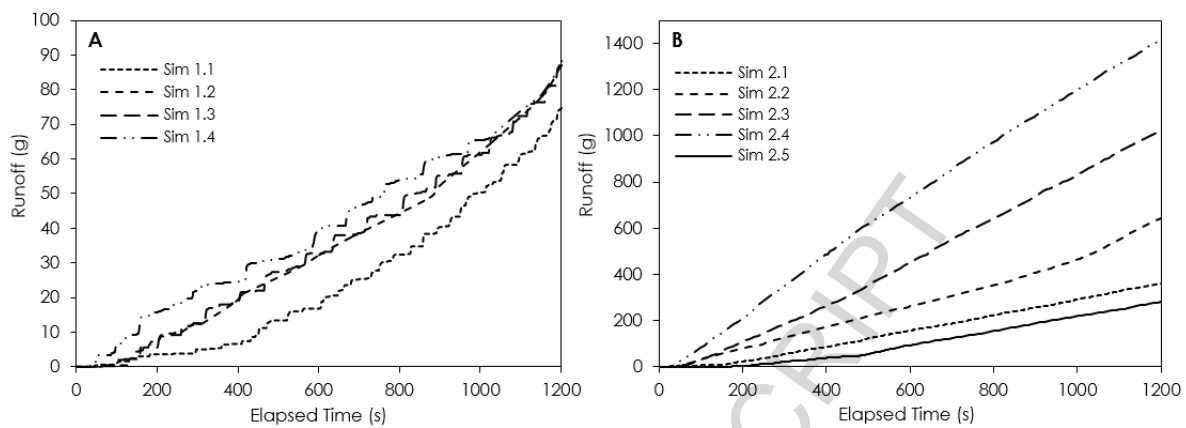 A
Sim 1.1
Sim 1.2
Sim 1.3
Sim 1.4
Runoff (g)
100
90
80
70
60
50
40
30
20
10
0
0 200 400 600 800 1000 1200
Elapsed Time (s)
B
Sim 2.1
Sim 2.2
Sim 2.3
Sim 2.4
Sim 2.5
Runoff (g)
1400
1200
1000
800
600
400
200
0
0 200 400 600 800 1000 1200
Elapsed Time (s)
CRIPT